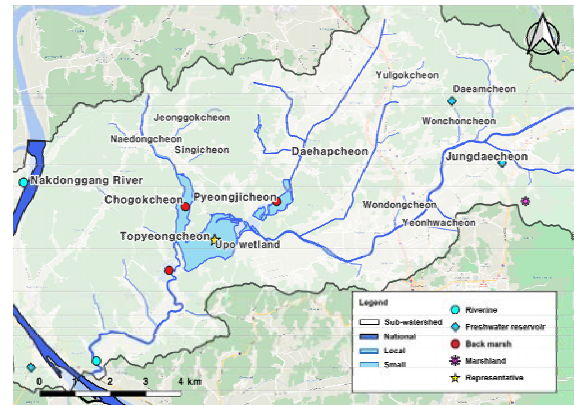 Yulgokcheon
Daeamcheon
Jeonggokcheon
Wonchoncheon
Naedongcheon
Singicheon
Daehapcheon
Jungdaecheon
Nakdonggang River
Chogokcheon
Pyeongjicheon
Wondongcheon
Topyeongcheon
Upo wetland
Yeonhwacheon
Legend
Sub-watershed
National
Local
Small
Riverine
Freshwater reservoir
Back marsh
Marshland
Representative
0 1 2 3 4 km